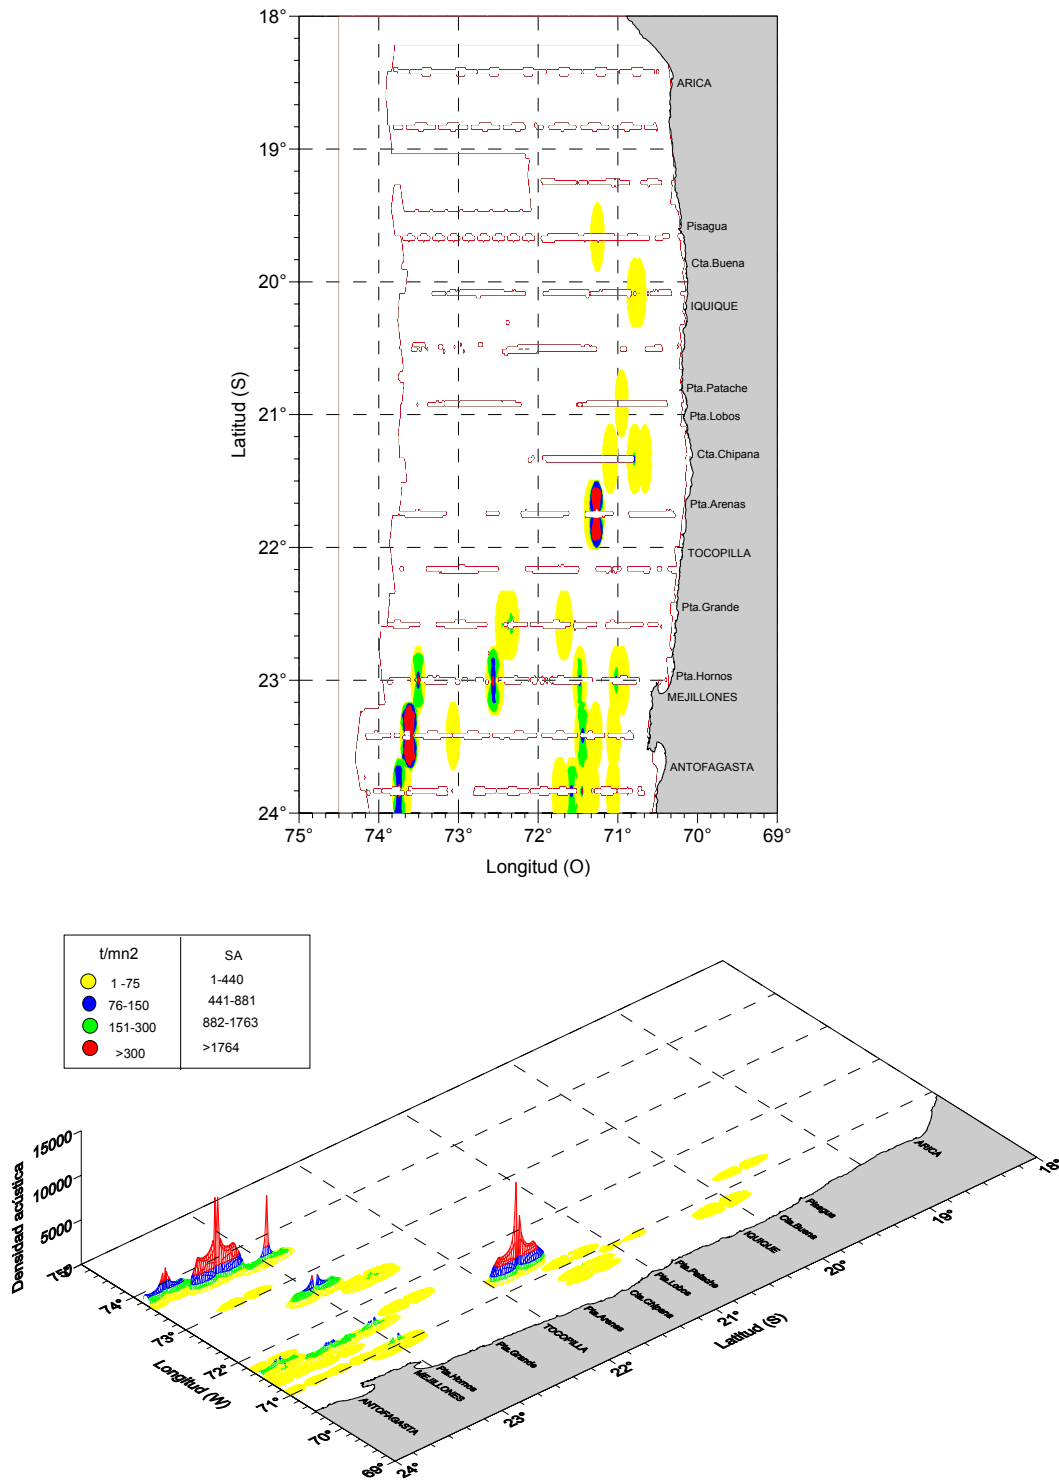 18°
ARICA
19°
Pisagua
Cta.Buena
20°
IQUIQUE
Pta.Patache
21°
Pta.Lobos
Cta.Chipana
Pta.Arenas
22°
TOCOPILLA
Pta.Grande
23°
Pta.Hornos
MEJILLONES
ANTOFAGASTA
24°
Latitud (S)
75° 74° 73° 72° 71° 70° 69°
Longitud (O)
t/mn2 SA
1 -75 1-440
76-150 441-881
151-300 882-1763
>300 >1764
Densidad acústica
15000
10000
5000
75°
74°
73°
72°
71°
70°
69°
Longitud (W)
24°
23°
22°
21°
20°
19°
18°
Latitud (S)
ARICA
Pisagua
Cta.Buena
IQUIQUE
Pta.Patache
Pta.Lobos
Cta.Chipana
Pta.Arenas
TOCOPILLA
Pta.Grande
Pta.Hornos
MEJILLONES
ANTOFAGASTA